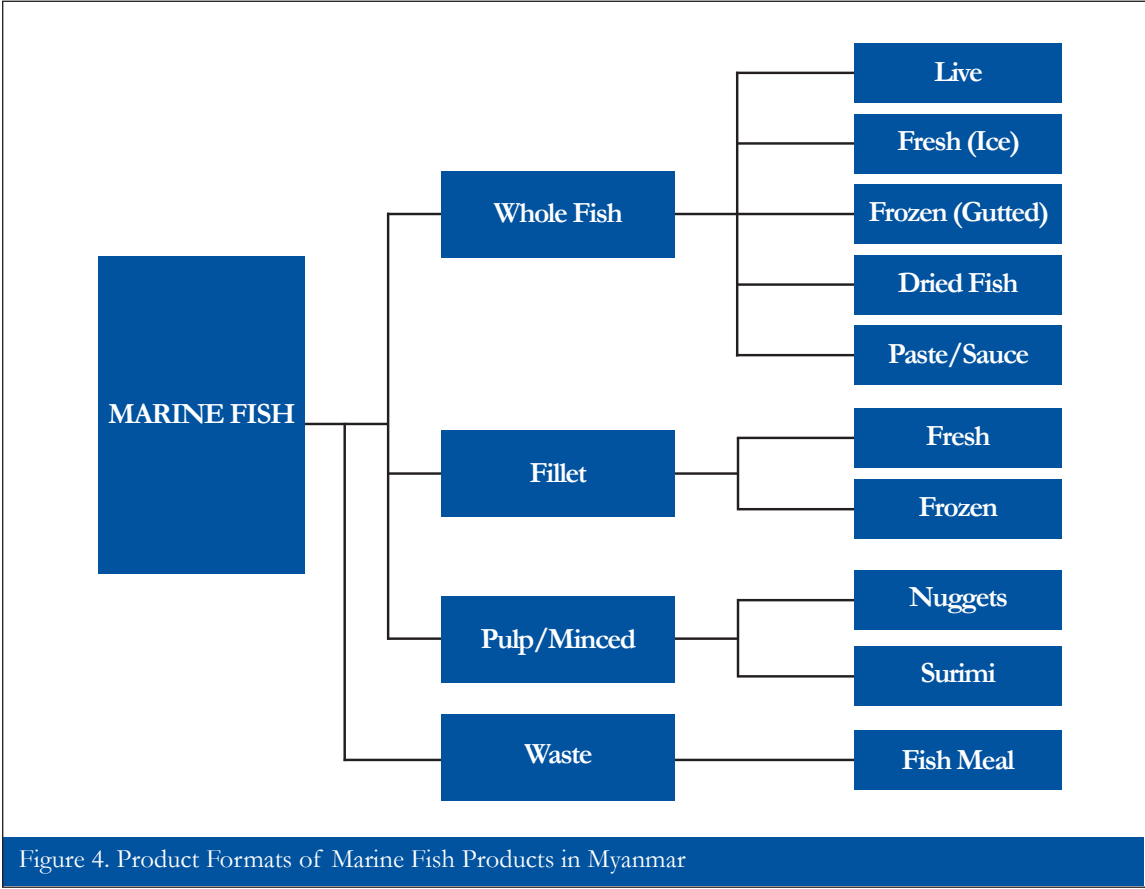 MARINE FISH
Whole Fish
Live
Fresh (Ice)
Frozen (Gutted)
Dried Fish
Paste/Sauce
Fillet
Fresh
Frozen
Pulp/Minced
Nuggets
Surimi
Waste
Fish Meal
Figure 4. Product Formats of Marine Fish Products in Myanmar